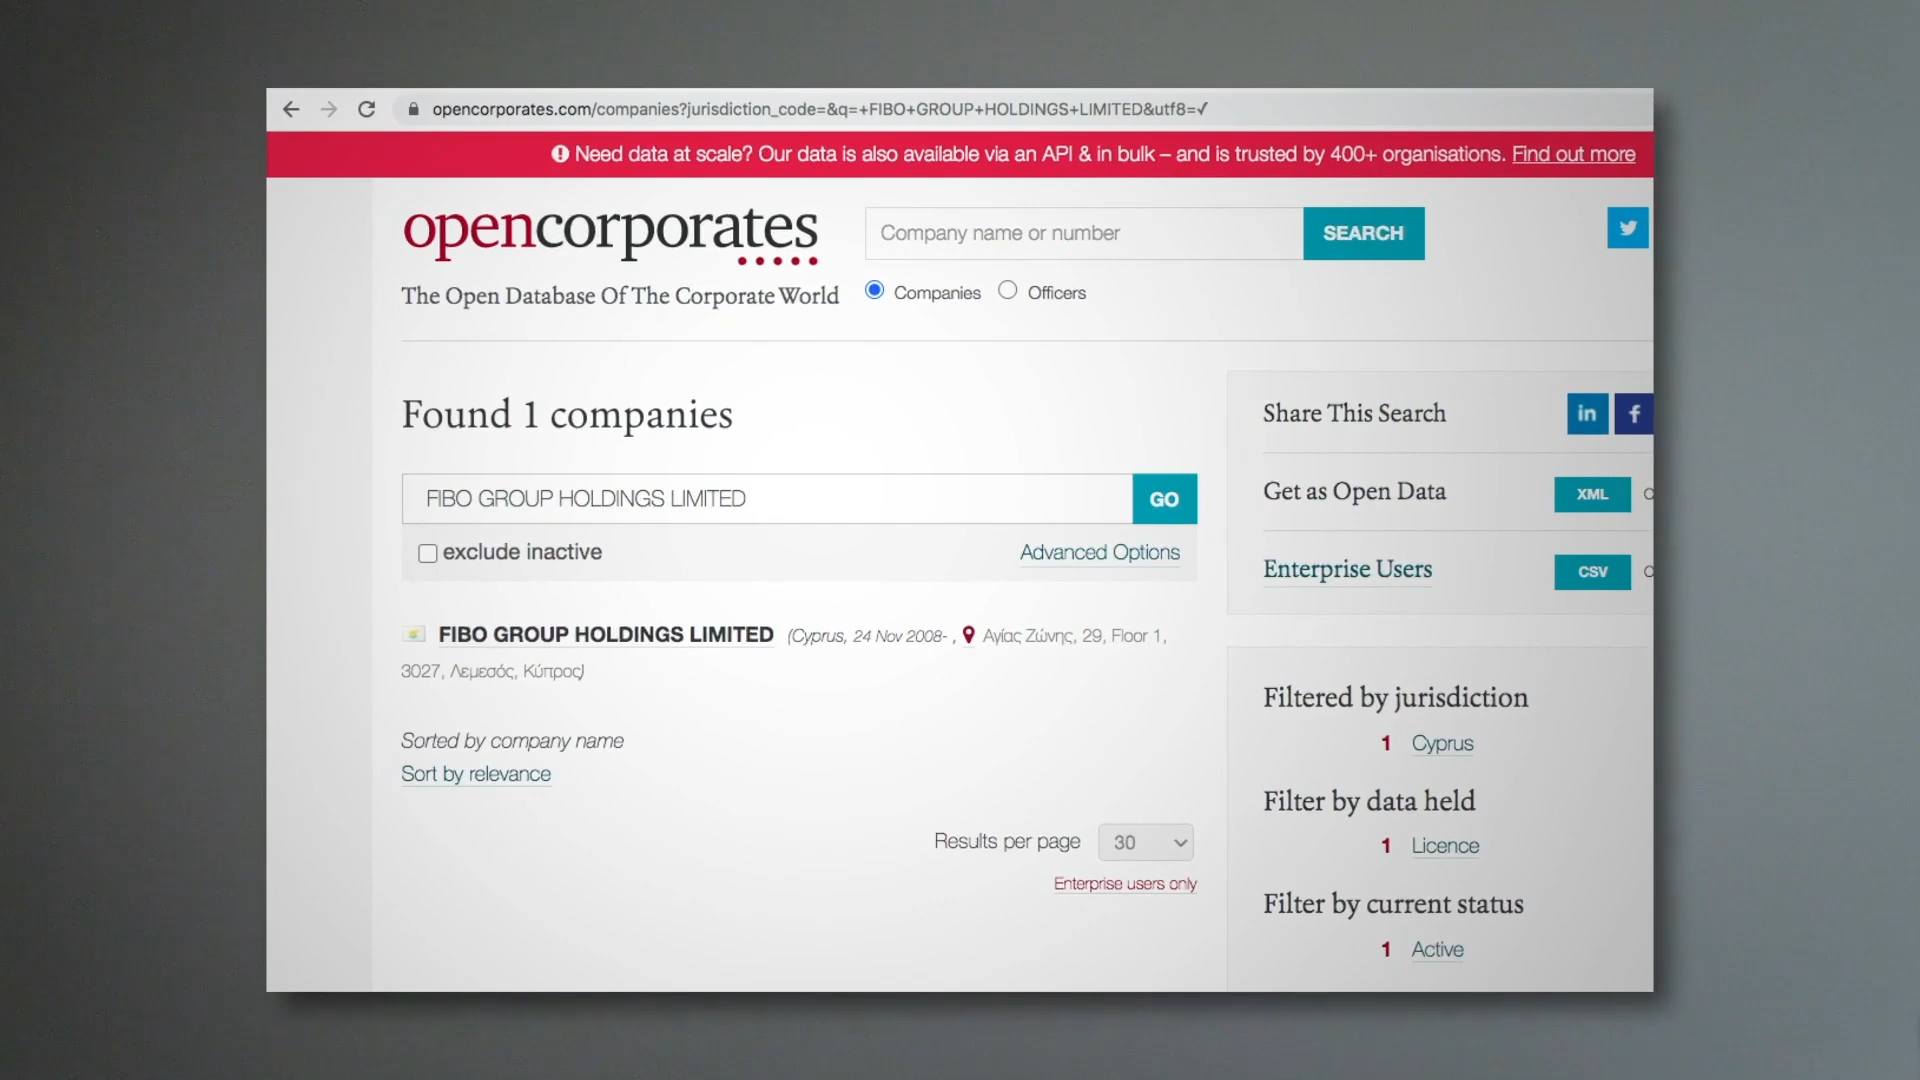 opencorporates.com/companies?jurisdiction_code=&q=+FIBO+GROUP+HOLDINGS+LIMITED&utf8=✓
Need data at scale? Our data is also available via an API & in bulk – and is trusted by 400+ organisations. Find out more
opencorporates
The Open Database Of The Corporate World
Company name or number
SEARCH
Companies
Officers
Found 1 companies
FIBO GROUP HOLDINGS LIMITED
GO
exclude inactive
Advanced Options
FIBO GROUP HOLDINGS LIMITED (Cyprus, 24 Nov 2008- , Αγίας Ζώνης, 29, Floor 1,
3027, Λεμεσός, Κύπρος)
Sorted by company name
Sort by relevance
Results per page 30
Enterprise users only
Share This Search
in f
Get as Open Data
XML
Enterprise Users
CSV
Filtered by jurisdiction
1 Cyprus
Filter by data held
1 Licence
Filter by current status
1 Active